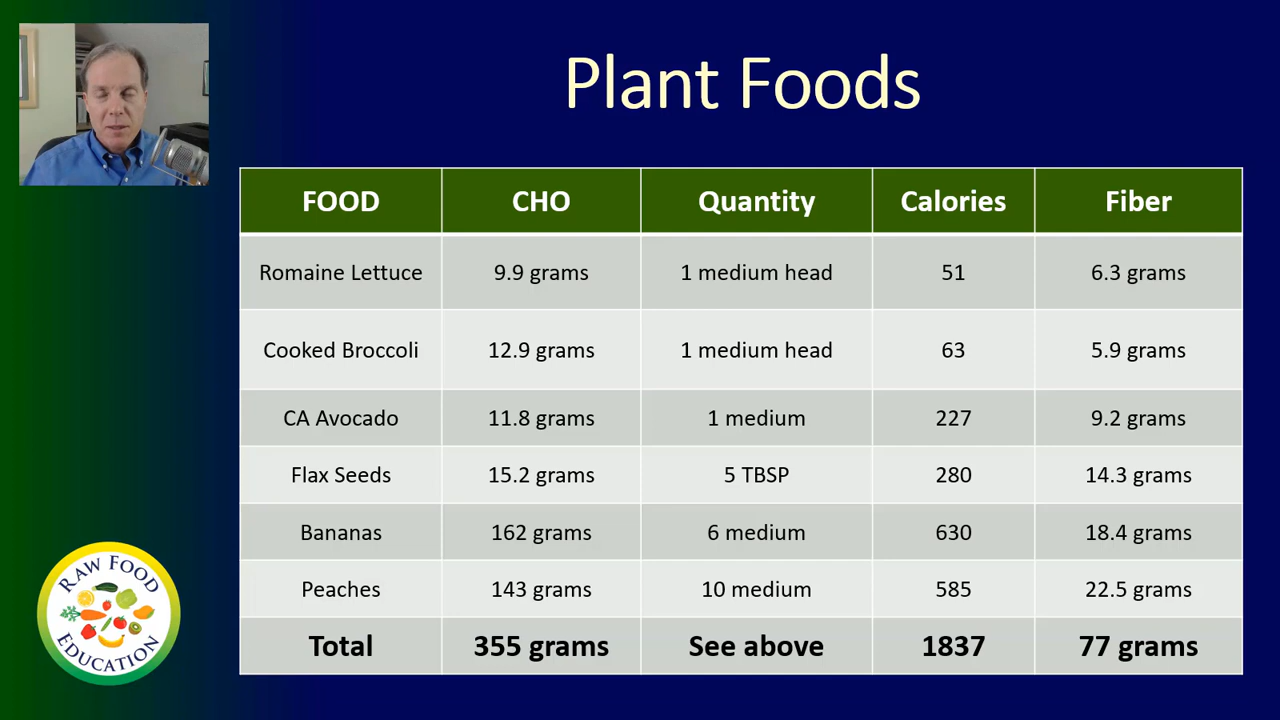 Plant Foods
FOOD CHO Quantity Calories Fiber
Romaine Lettuce 9.9 grams 1 medium head 51 6.3 grams
Cooked Broccoli 12.9 grams 1 medium head 63 5.9 grams
CA Avocado 11.8 grams 1 medium 227 9.2 grams
Flax Seeds 15.2 grams 5 TBSP 280 14.3 grams
Bananas 162 grams 6 medium 630 18.4 grams
Peaches 143 grams 10 medium 585 22.5 grams
Total 355 grams See above 1837 77 grams
RAW FOOD
EDUCATION